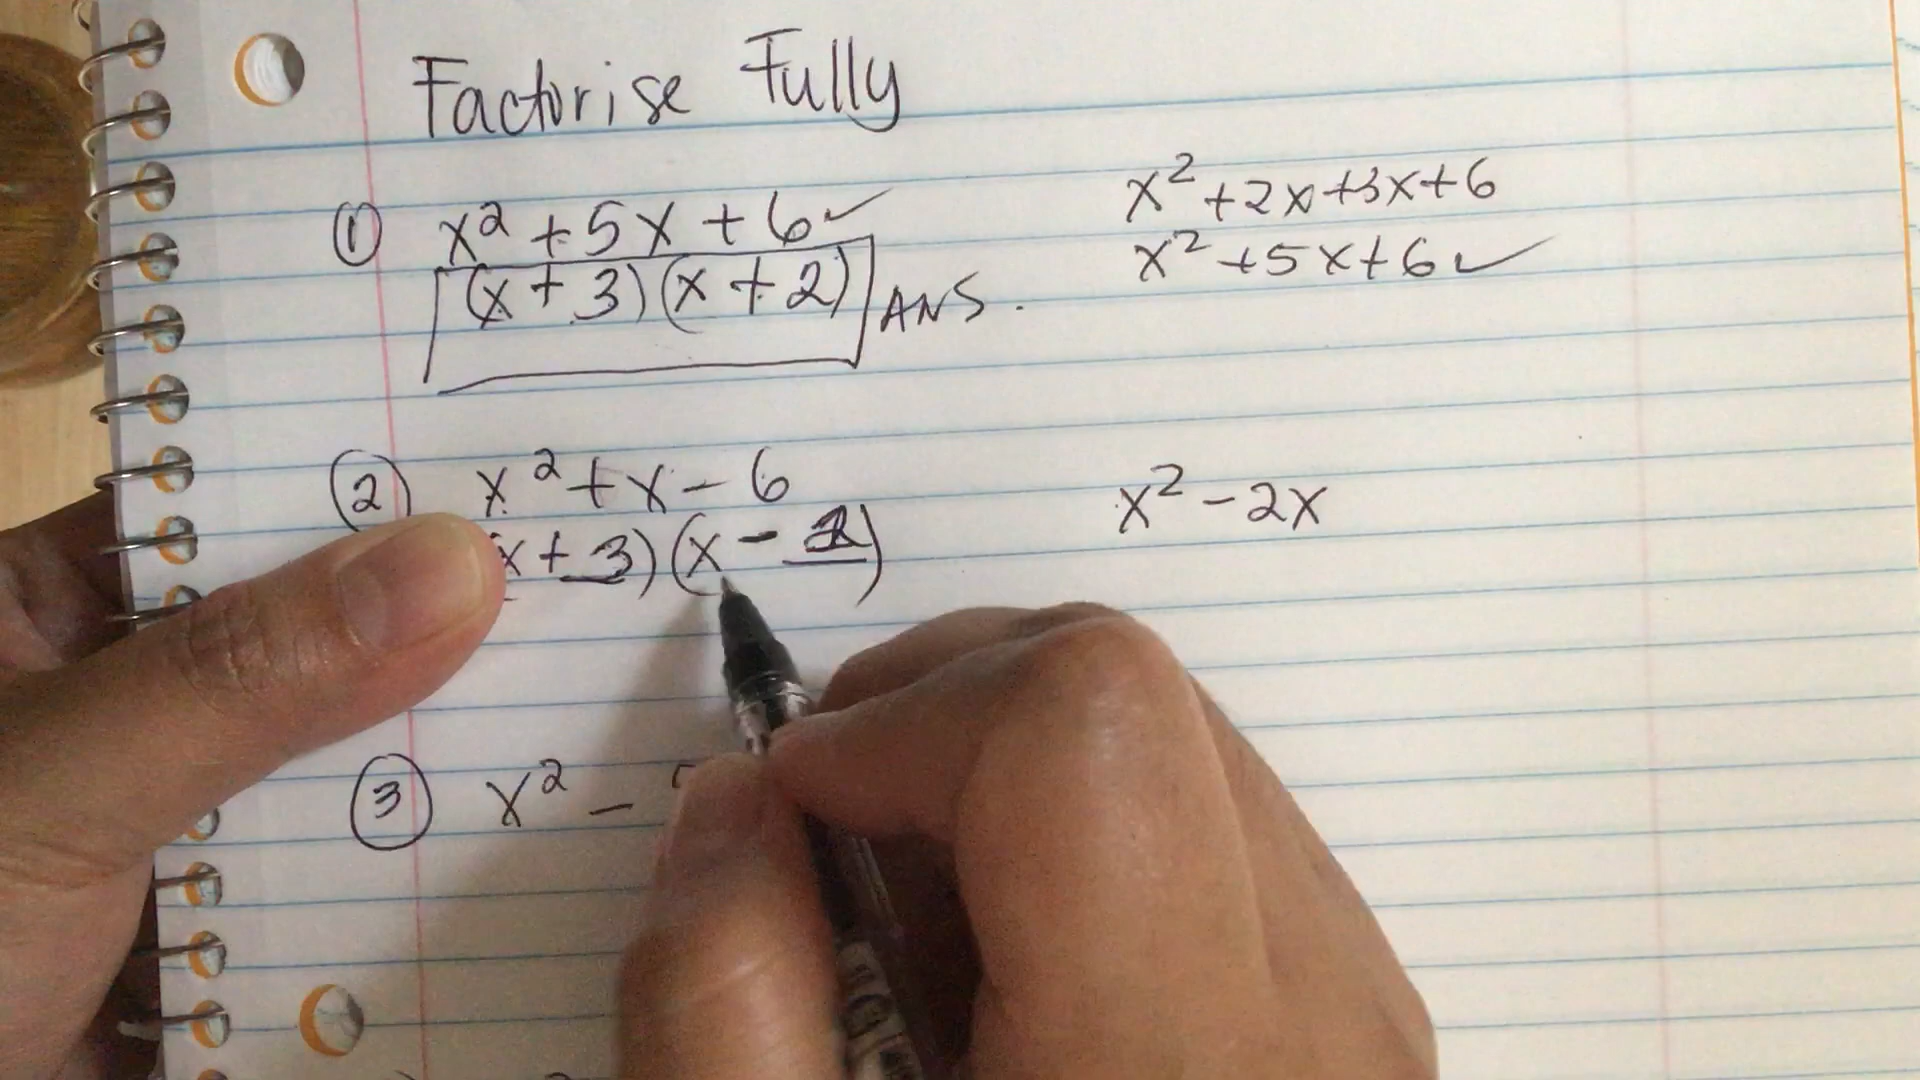 Factorise Fully
① x² + 5x + 6 ✓
(x + 3)(x + 2) ANS.
x² + 2x + 3x + 6
x² + 5x + 6 ✓
② x² + x - 6
(x + 3)(x - 2)
x² - 2x
③ x² -